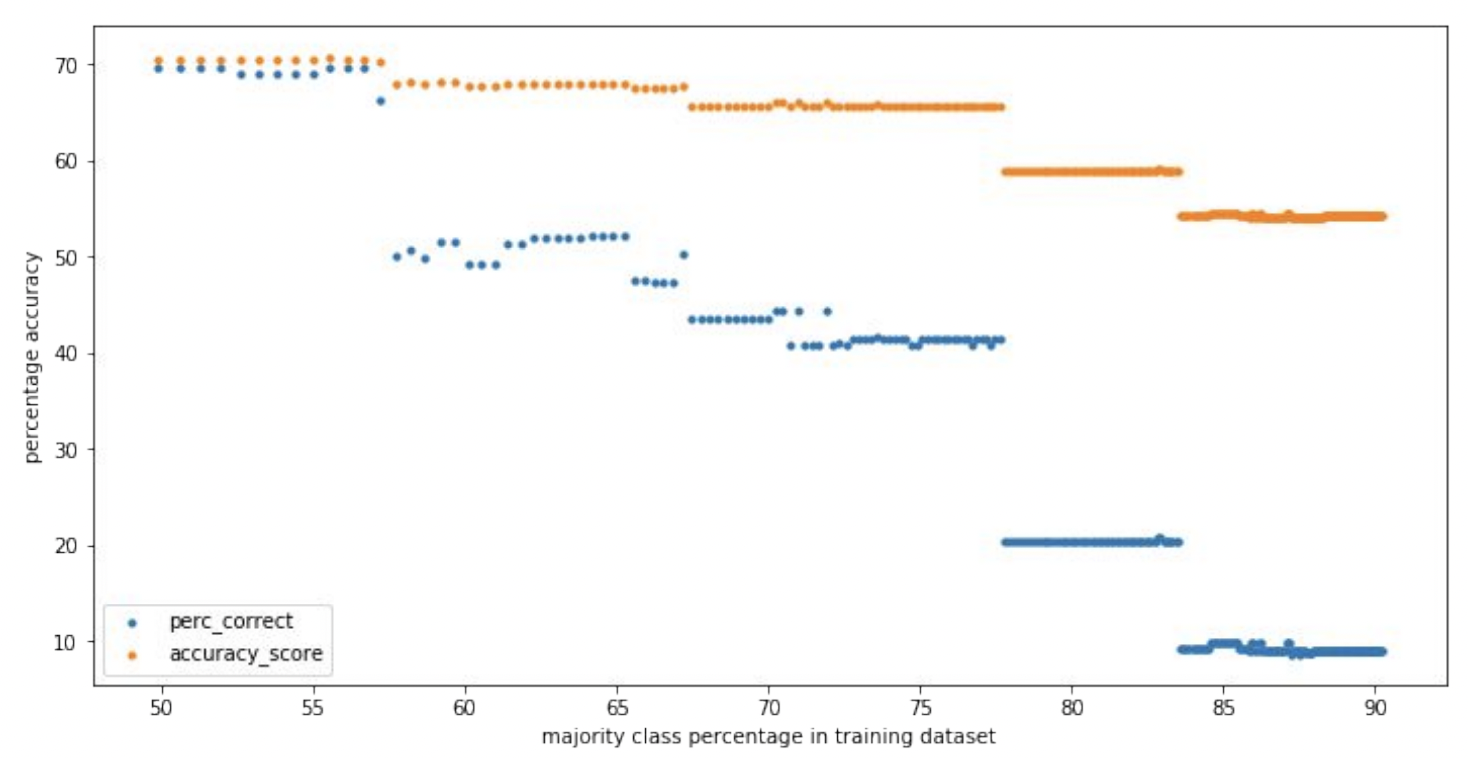 70
60
50
40
30
20
10
percentage accuracy
perc_correct
accuracy_score
50 55 60 65 70 75 80 85 90
majority class percentage in training dataset